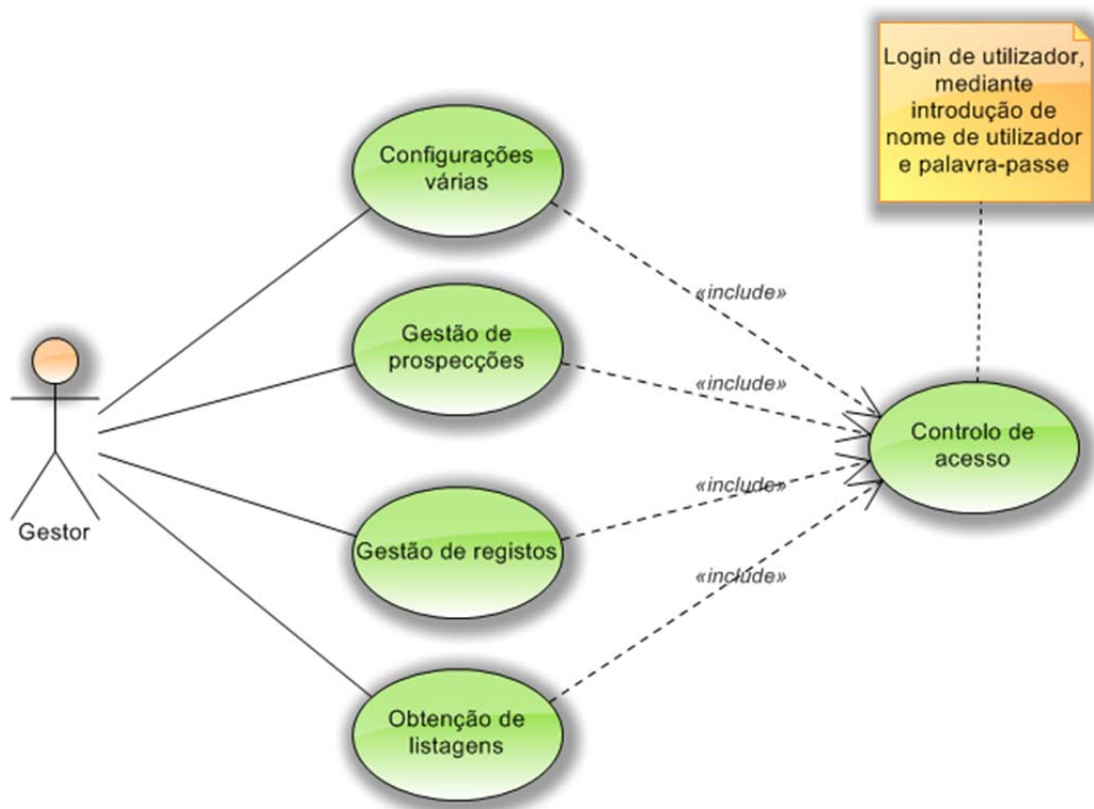 Login de utilizador,
mediante
introdução de
nome de utilizador
e palavra-passe
Configurações
várias
«include»
Gestão de
prospecções
«include»
Controlo de
acesso
Gestor
Gestão de registos
«include»
«include»
Obtenção de
listagens